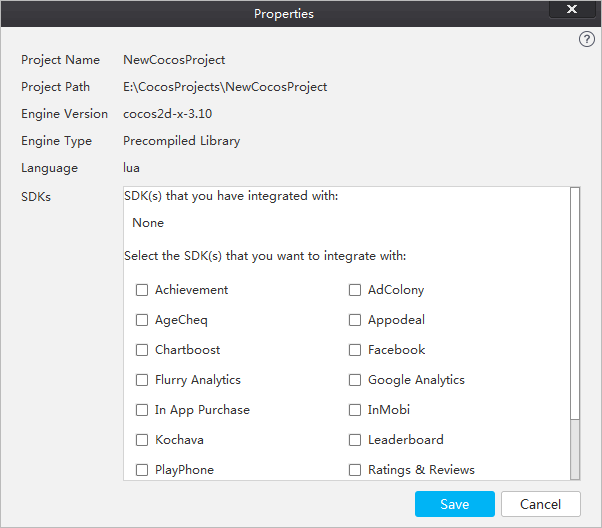 Properties
Project Name NewCocosProject
Project Path E:\CocosProjects\NewCocosProject
Engine Version cocos2d-x-3.10
Engine Type Precompiled Library
Language lua
SDKs SDK(s) that you have integrated with:
None
Select the SDK(s) that you want to integrate with:
Achievement AdColony
AgeCheq Appodeal
Chartboost Facebook
Flurry Analytics Google Analytics
In App Purchase InMobi
Kochava Leaderboard
PlayPhone Ratings & Reviews
Save Cancel